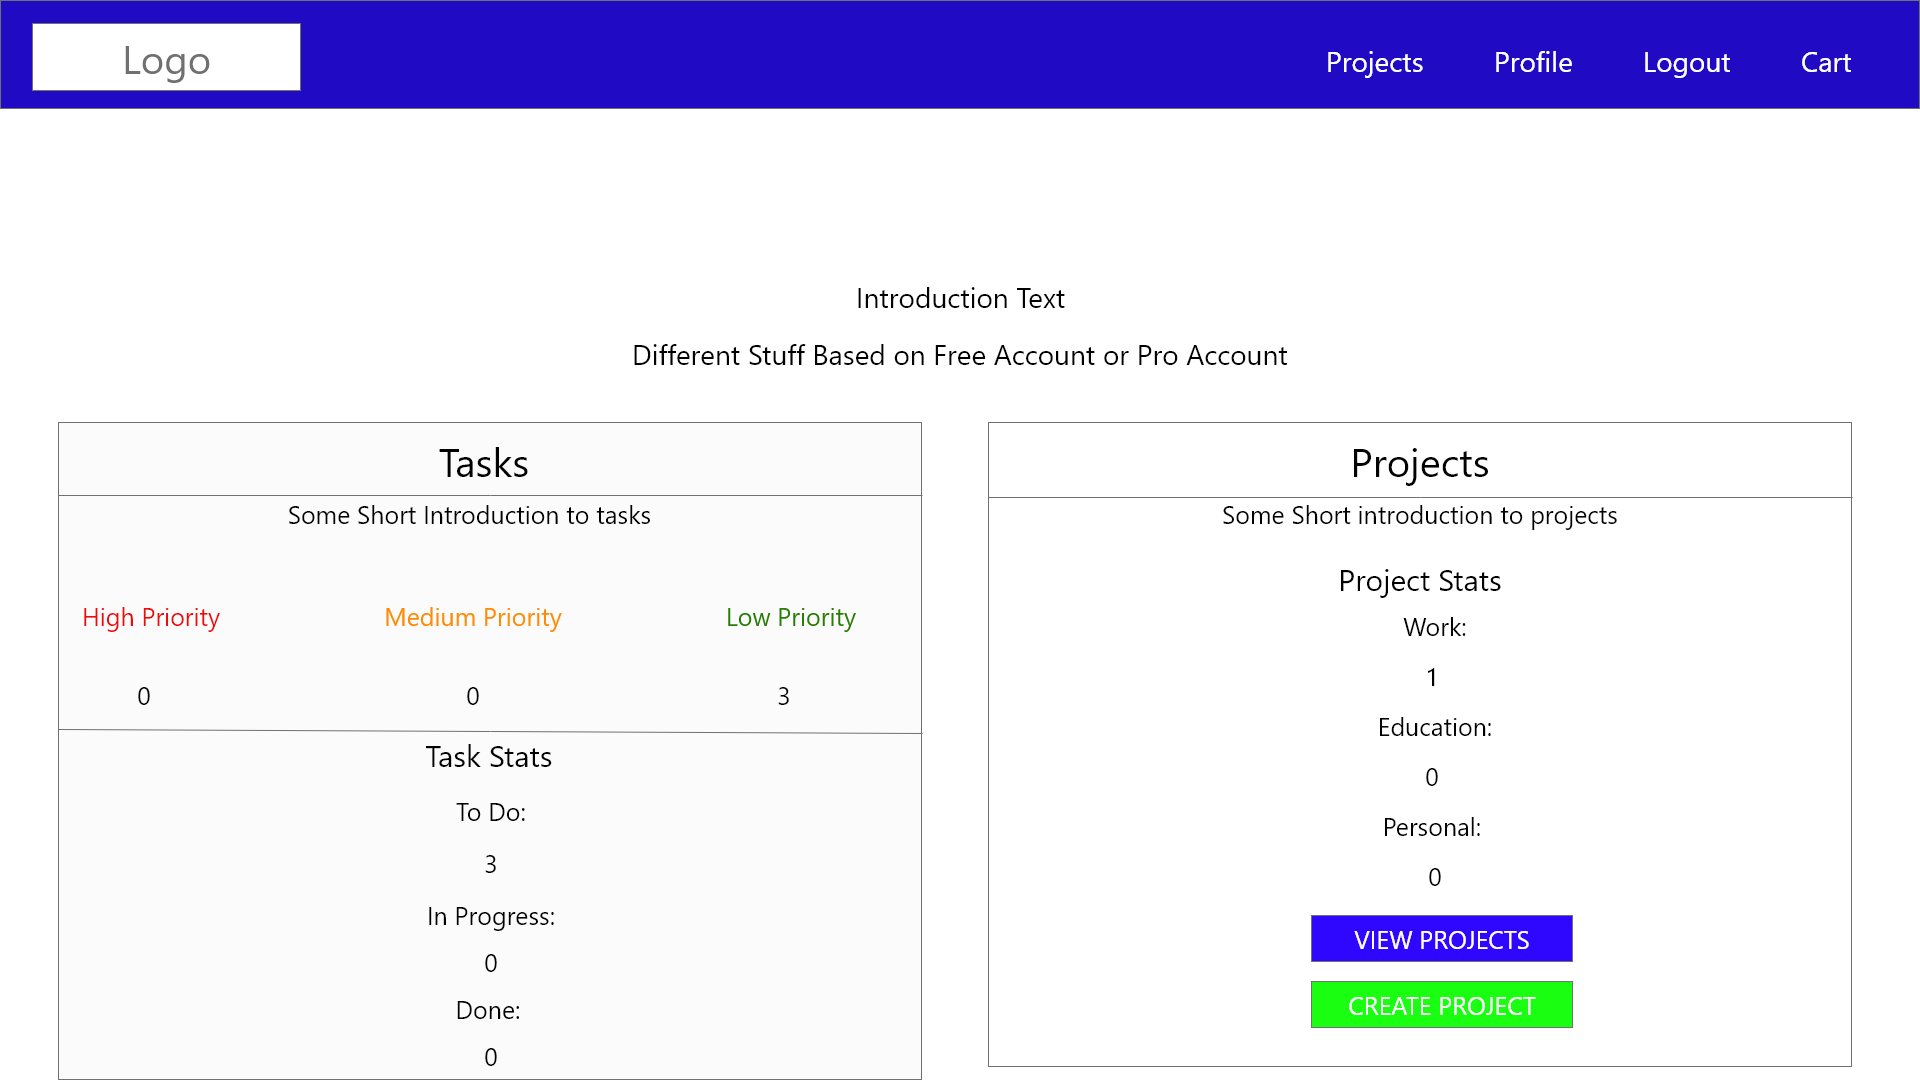 Logo
Projects Profile Logout Cart
Introduction Text
Different Stuff Based on Free Account or Pro Account
Tasks
Some Short Introduction to tasks
High Priority Medium Priority Low Priority
0 0 3
Task Stats
To Do:
3
In Progress:
0
Done:
0
Projects
Some Short introduction to projects
Project Stats
Work:
1
Education:
0
Personal:
0
VIEW PROJECTS
CREATE PROJECT